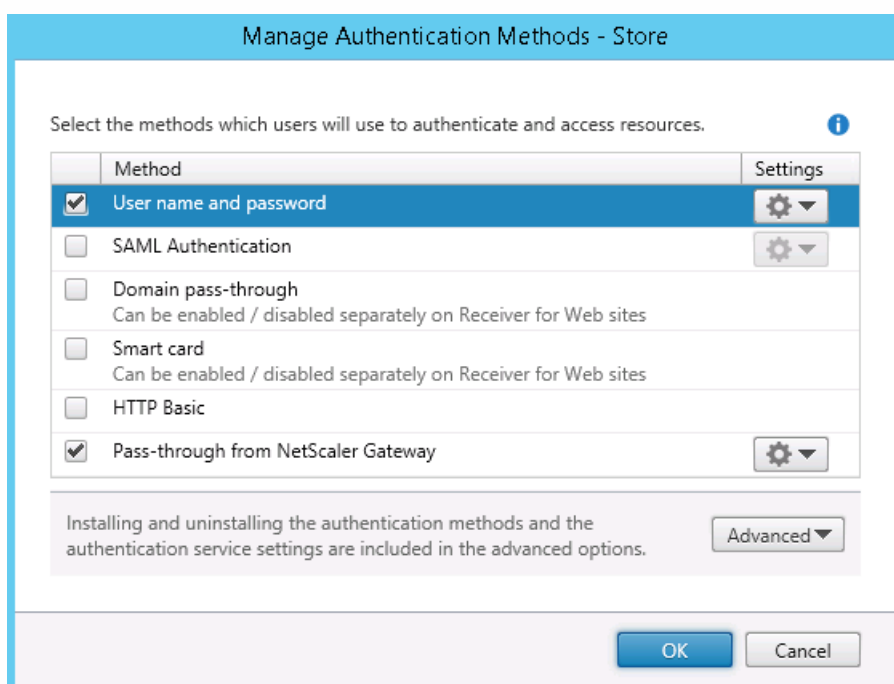 Manage Authentication Methods - Store
Select the methods which users will use to authenticate and access resources.
Method Settings
User name and password
SAML Authentication
Domain pass-through
Can be enabled / disabled separately on Receiver for Web sites
Smart card
Can be enabled / disabled separately on Receiver for Web sites
HTTP Basic
Pass-through from NetScaler Gateway
Installing and uninstalling the authentication methods and the
authentication service settings are included in the advanced options.
Advanced
OK Cancel